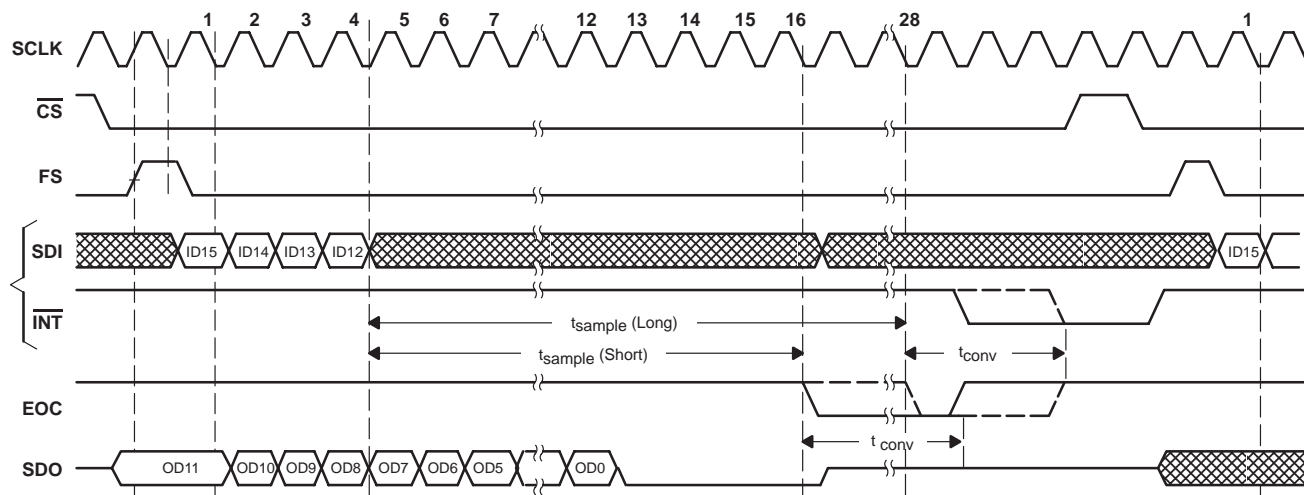 1 2 3 4 5 6 7 12 13 14 15 16 28 1
SCLK
CS
FS
SDI ID15 ID14 ID13 ID12 ID15
INT
tsample (Long)
tsample (Short) tconv
EOC
t conv
SDO OD11 OD10 OD9 OD8 OD7 OD6 OD5 OD0